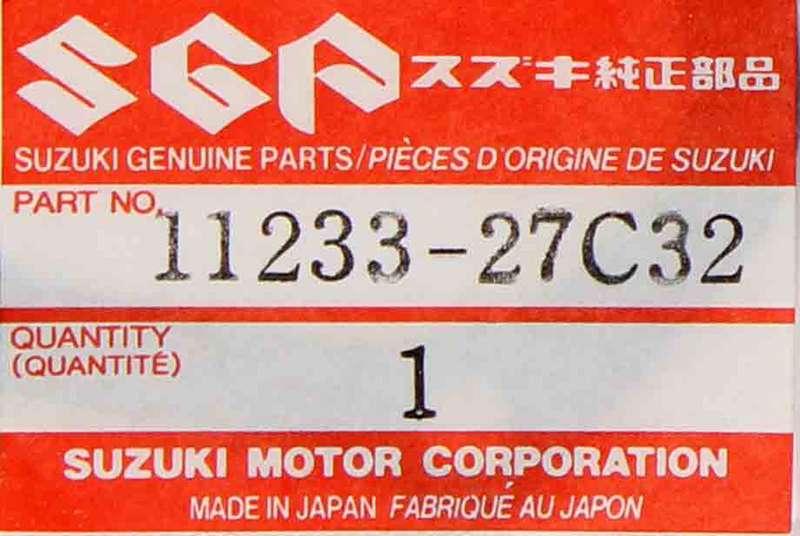 SGP スズキ純正部品
SUZUKI GENUINE PARTS/PIÈCES D'ORIGINE DE SUZUKI
PART NO.
11233-27C32
QUANTITY
(QUANTITÉ)
1
SUZUKI MOTOR CORPORATION
MADE IN JAPAN FABRIQUÉ AU JAPON